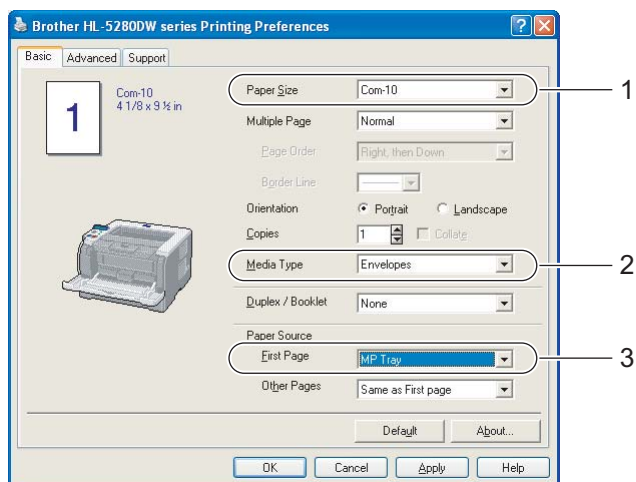 Brother HL-5280DW series Printing Preferences
Basic Advanced Support
1
Com-10
4 1/8 x 9 ½ in
Paper Size Com-10 1
Multiple Page Normal
Page Order Right, then Down
Border Line
Orientation Portrait Landscape
Copies 1 Collate
Media Type Envelopes 2
Duplex / Booklet None
Paper Source
First Page MP Tray 3
Other Pages Same as First page
Default About...
OK Cancel Apply Help